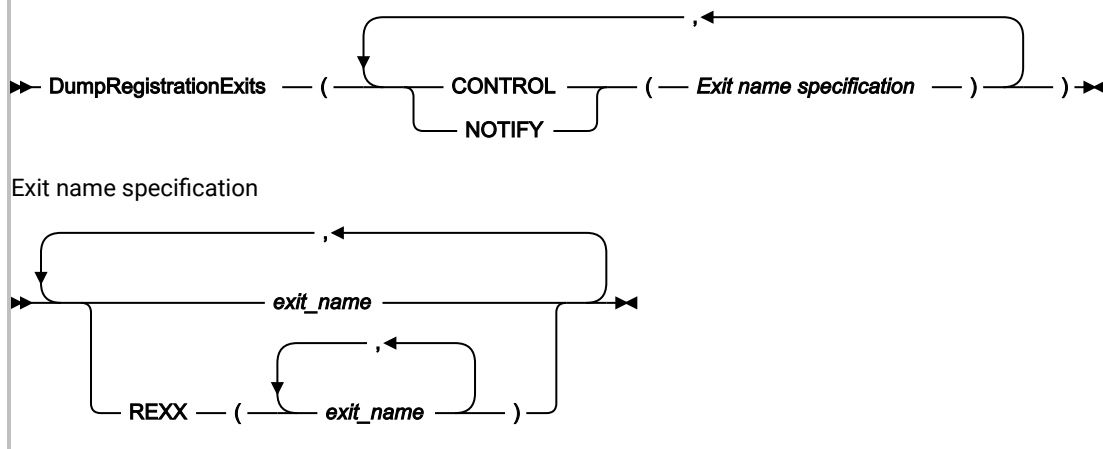 ,
DumpRegistrationExits ( CONTROL ( Exit name specification ) )
NOTIFY
Exit name specification
,
exit_name
,
REXX ( exit_name )